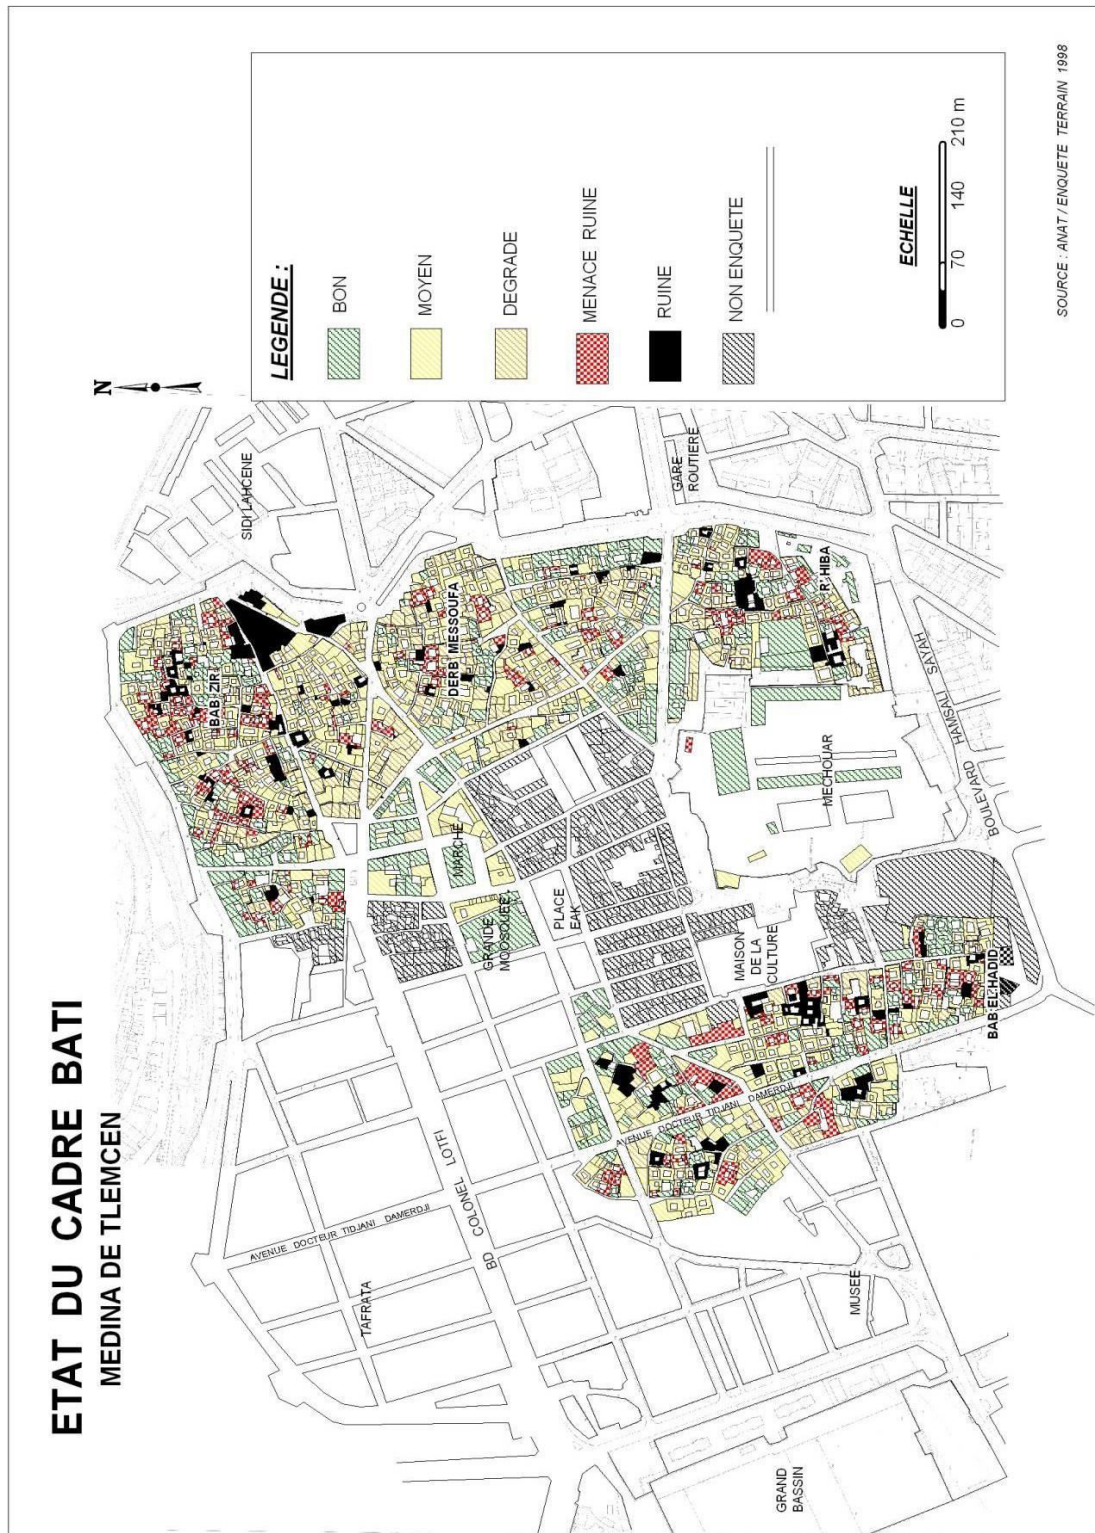 ETAT DU CADRE BATI
MEDINA DE TLEMCEN
N
LEGENDE :
BON
MOYEN
DEGRADE
MENACE RUINE
RUINE
NON ENQUETE
ECHELLE
0 70 140 210 m
SOURCE : ANAT / ENQUETE TERRAIN 1998
SIDI LAHCENE
BAB ZIR
DERB MESSOUFA
GARE
ROUTIERE
R'HIBA
MARCHE
GRANDE
MOSQUEE
PLACE
EAK
MECHOUAR
BOULEVARD HAMSALI SAYAH
MAISON
DE LA
CULTURE
BAB ELHADID
AVENUE DOCTEUR TIDJANI DAMERDJI
AVENUE DOCTEUR TIDJANI DAMERDJI
BD COLONEL LOTFI
TAFRATA
MUSEE
GRAND
BASSIN